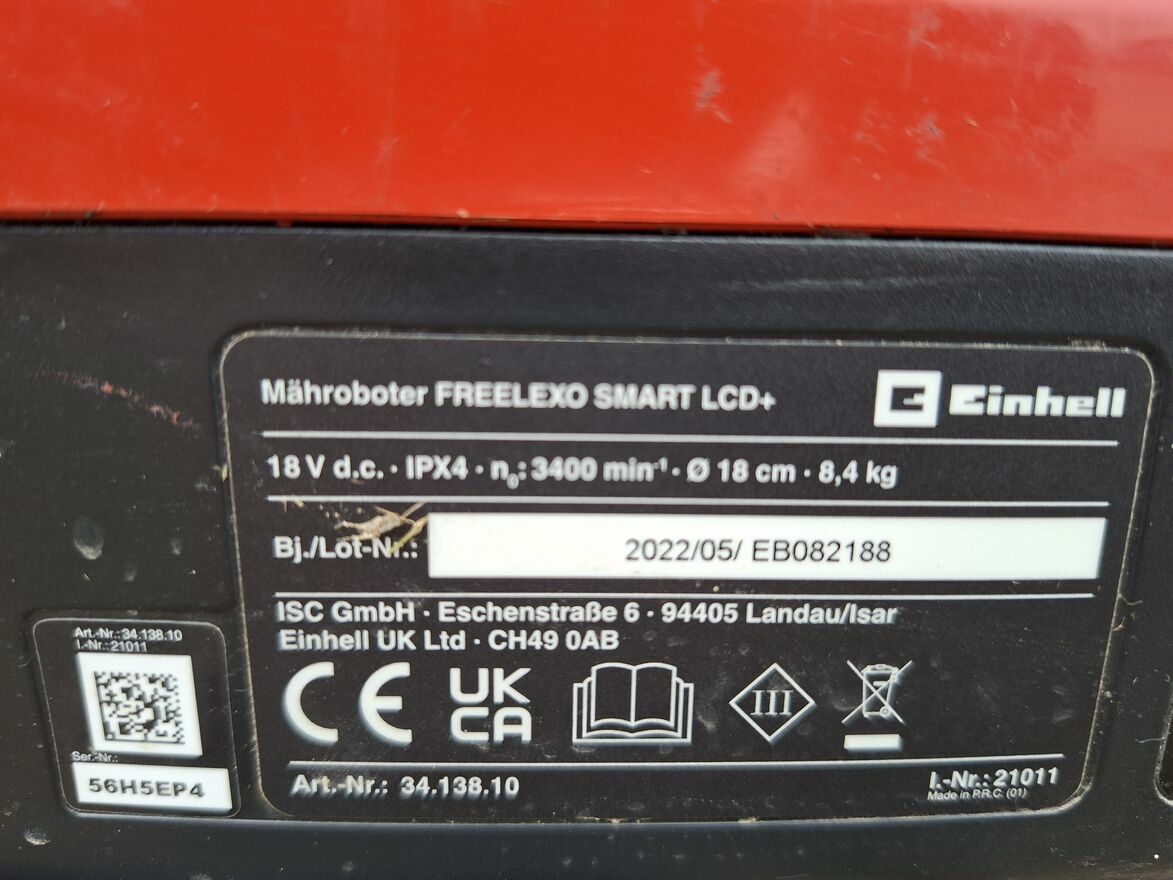 Mähroboter FREELEXO SMART LCD+
Einhell
18 V d.c. · IPX4 · n₀: 3400 min⁻¹ · Ø 18 cm · 8,4 kg
Bj./Lot-Nr.: 2022/05/ EB082188
ISC GmbH · Eschenstraße 6 · 94405 Landau/Isar
Einhell UK Ltd · CH49 0AB
CE
UK
CA
III
Art.-Nr.: 34.138.10
I.-Nr.: 21011
Made in P.R.C. (01)
Art.-Nr.: 34.138.10
I.-Nr.: 21011
Ser.-Nr.:
56H5EP4